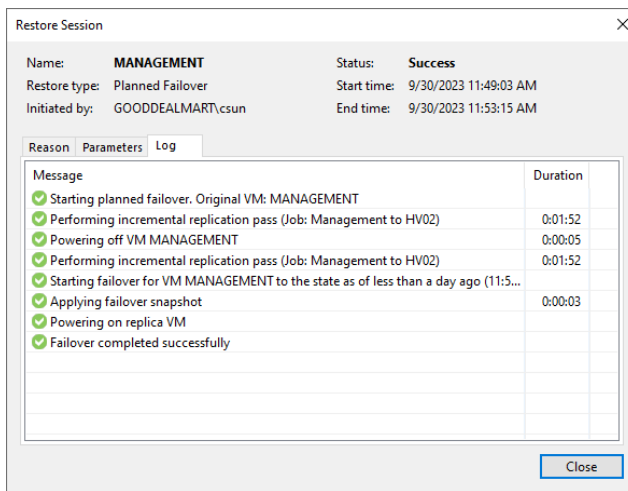 Restore Session
Name: MANAGEMENT Status: Success
Restore type: Planned Failover Start time: 9/30/2023 11:49:03 AM
Initiated by: GOODDEALMART\csun End time: 9/30/2023 11:53:15 AM
Reason Parameters Log
Message Duration
Starting planned failover. Original VM: MANAGEMENT
Performing incremental replication pass (Job: Management to HV02) 0:01:52
Powering off VM MANAGEMENT 0:00:05
Performing incremental replication pass (Job: Management to HV02) 0:01:52
Starting failover for VM MANAGEMENT to the state as of less than a day ago (11:5...
Applying failover snapshot 0:00:03
Powering on replica VM
Failover completed successfully
Close